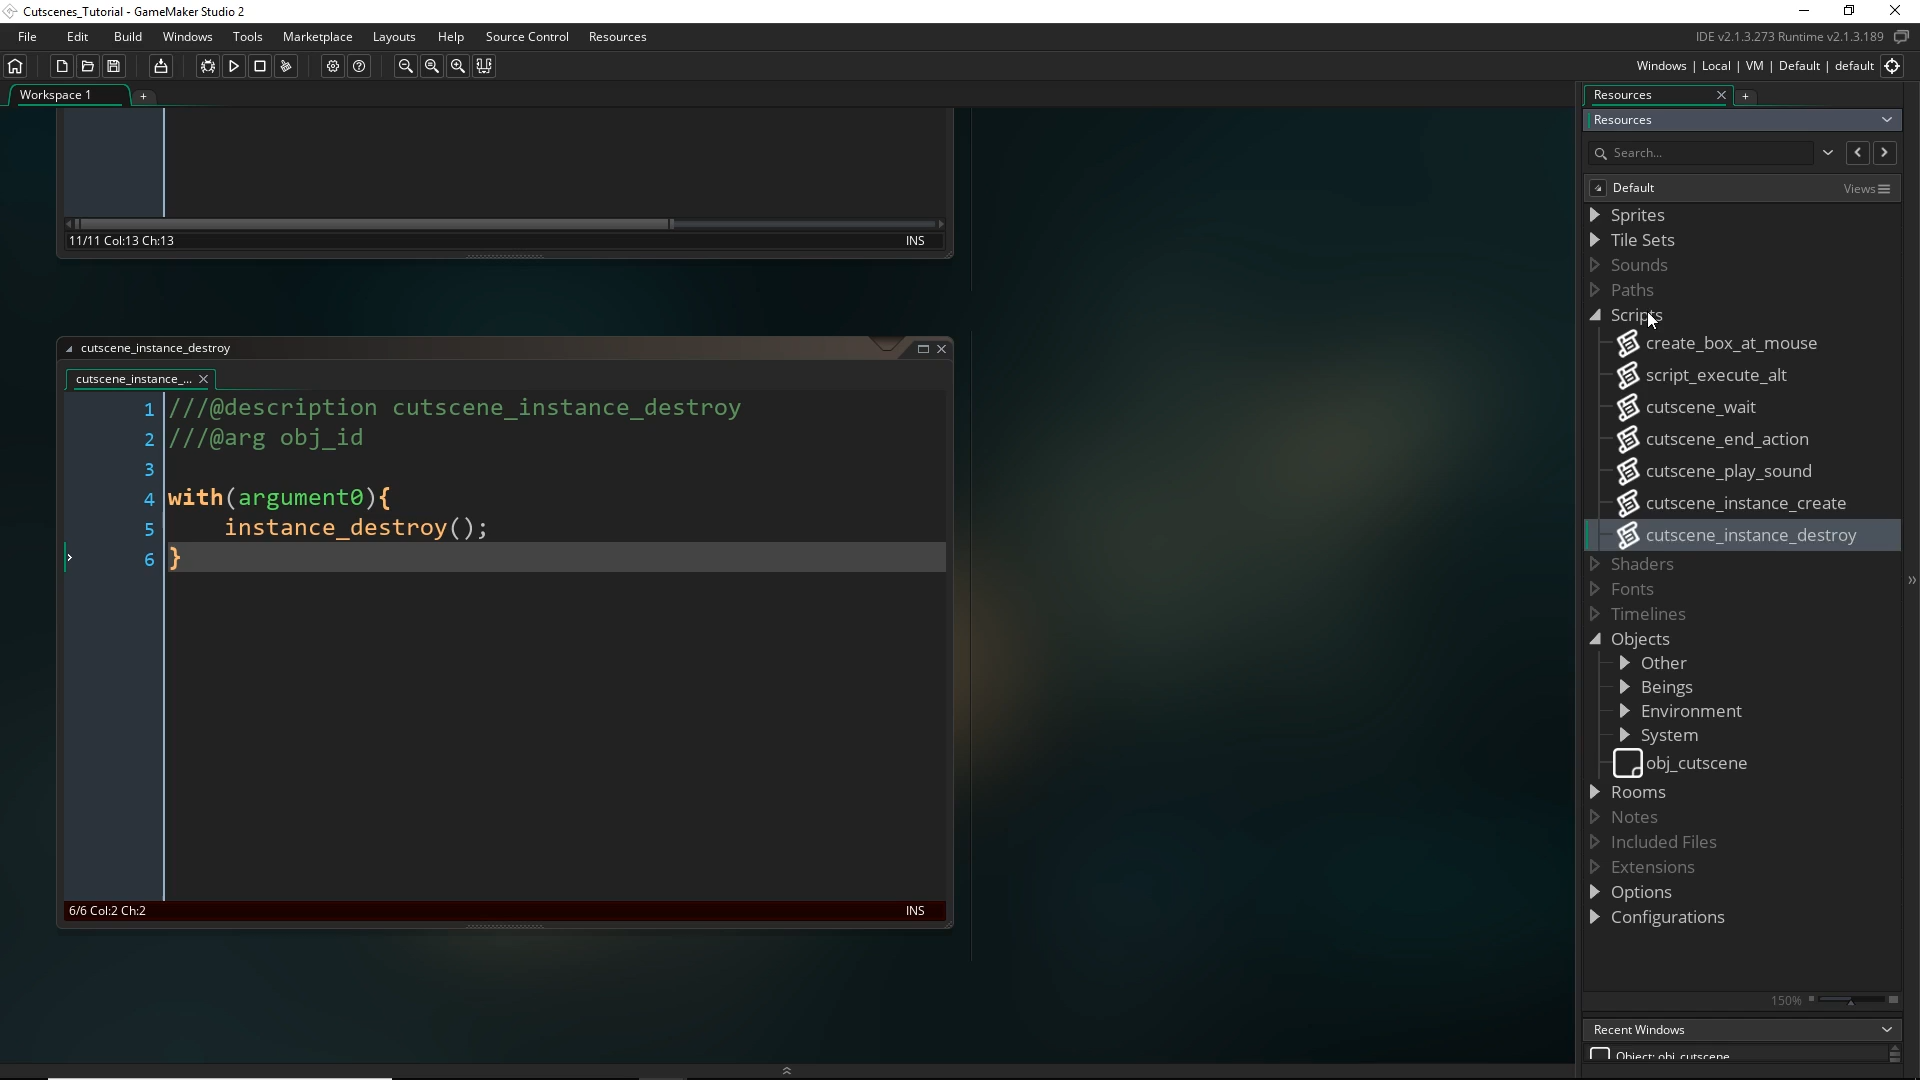 Cutscenes_Tutorial - GameMaker Studio 2
File Edit Build Windows Tools Marketplace Layouts Help Source Control Resources
IDE v2.1.3.273 Runtime v2.1.3.189
Windows | Local | VM | Default | default
Workspace 1
11/11 Col:13 Ch:13 INS
cutscene_instance_destroy
cutscene_instance_...
1 ///@description cutscene_instance_destroy
2 ///@arg obj_id
3
4 with(argument0){
5 instance_destroy();
6 }
6/6 Col:2 Ch:2 INS
Resources
Resources
Search...
Default Views
Sprites
Tile Sets
Sounds
Paths
Scripts
create_box_at_mouse
script_execute_alt
cutscene_wait
cutscene_end_action
cutscene_play_sound
cutscene_instance_create
cutscene_instance_destroy
Shaders
Fonts
Timelines
Objects
Other
Beings
Environment
System
obj_cutscene
Rooms
Notes
Included Files
Extensions
Options
Configurations
150%
Recent Windows
Object: obj_cutscene